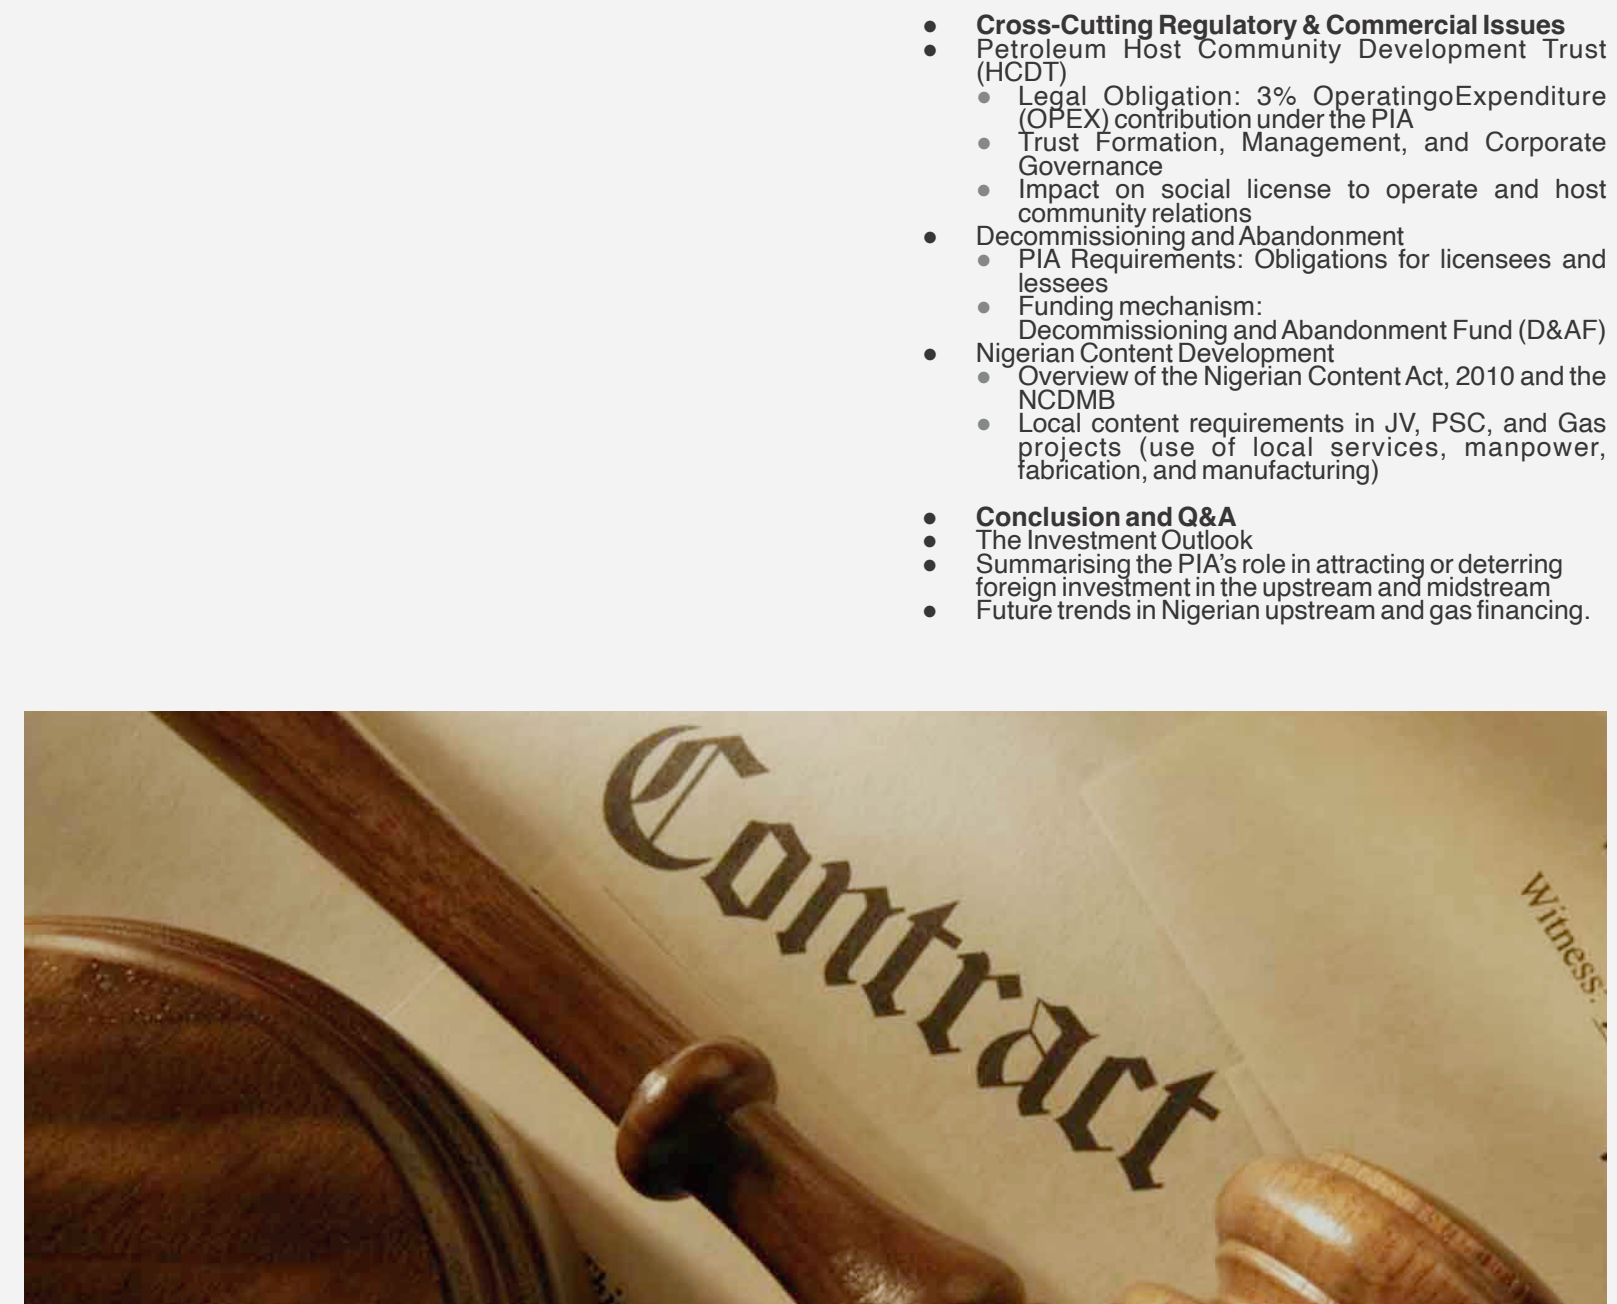 ● Cross-Cutting Regulatory & Commercial Issues
● Petroleum Host Community Development Trust
(HCDT)
● Legal Obligation: 3% OperatingoExpenditure
(OPEX) contribution under the PIA
● Trust Formation, Management, and Corporate
Governance
● Impact on social license to operate and host
community relations
● Decommissioning and Abandonment
● PIA Requirements: Obligations for licensees and
lessees
● Funding mechanism:
Decommissioning and Abandonment Fund (D&AF)
● Nigerian Content Development
● Overview of the Nigerian Content Act, 2010 and the
NCDMB
● Local content requirements in JV, PSC, and Gas
projects (use of local services, manpower,
fabrication, and manufacturing)
● Conclusion and Q&A
● The Investment Outlook
● Summarising the PIA’s role in attracting or deterring
foreign investment in the upstream and midstream
● Future trends in Nigerian upstream and gas financing.
Contract
Witness: